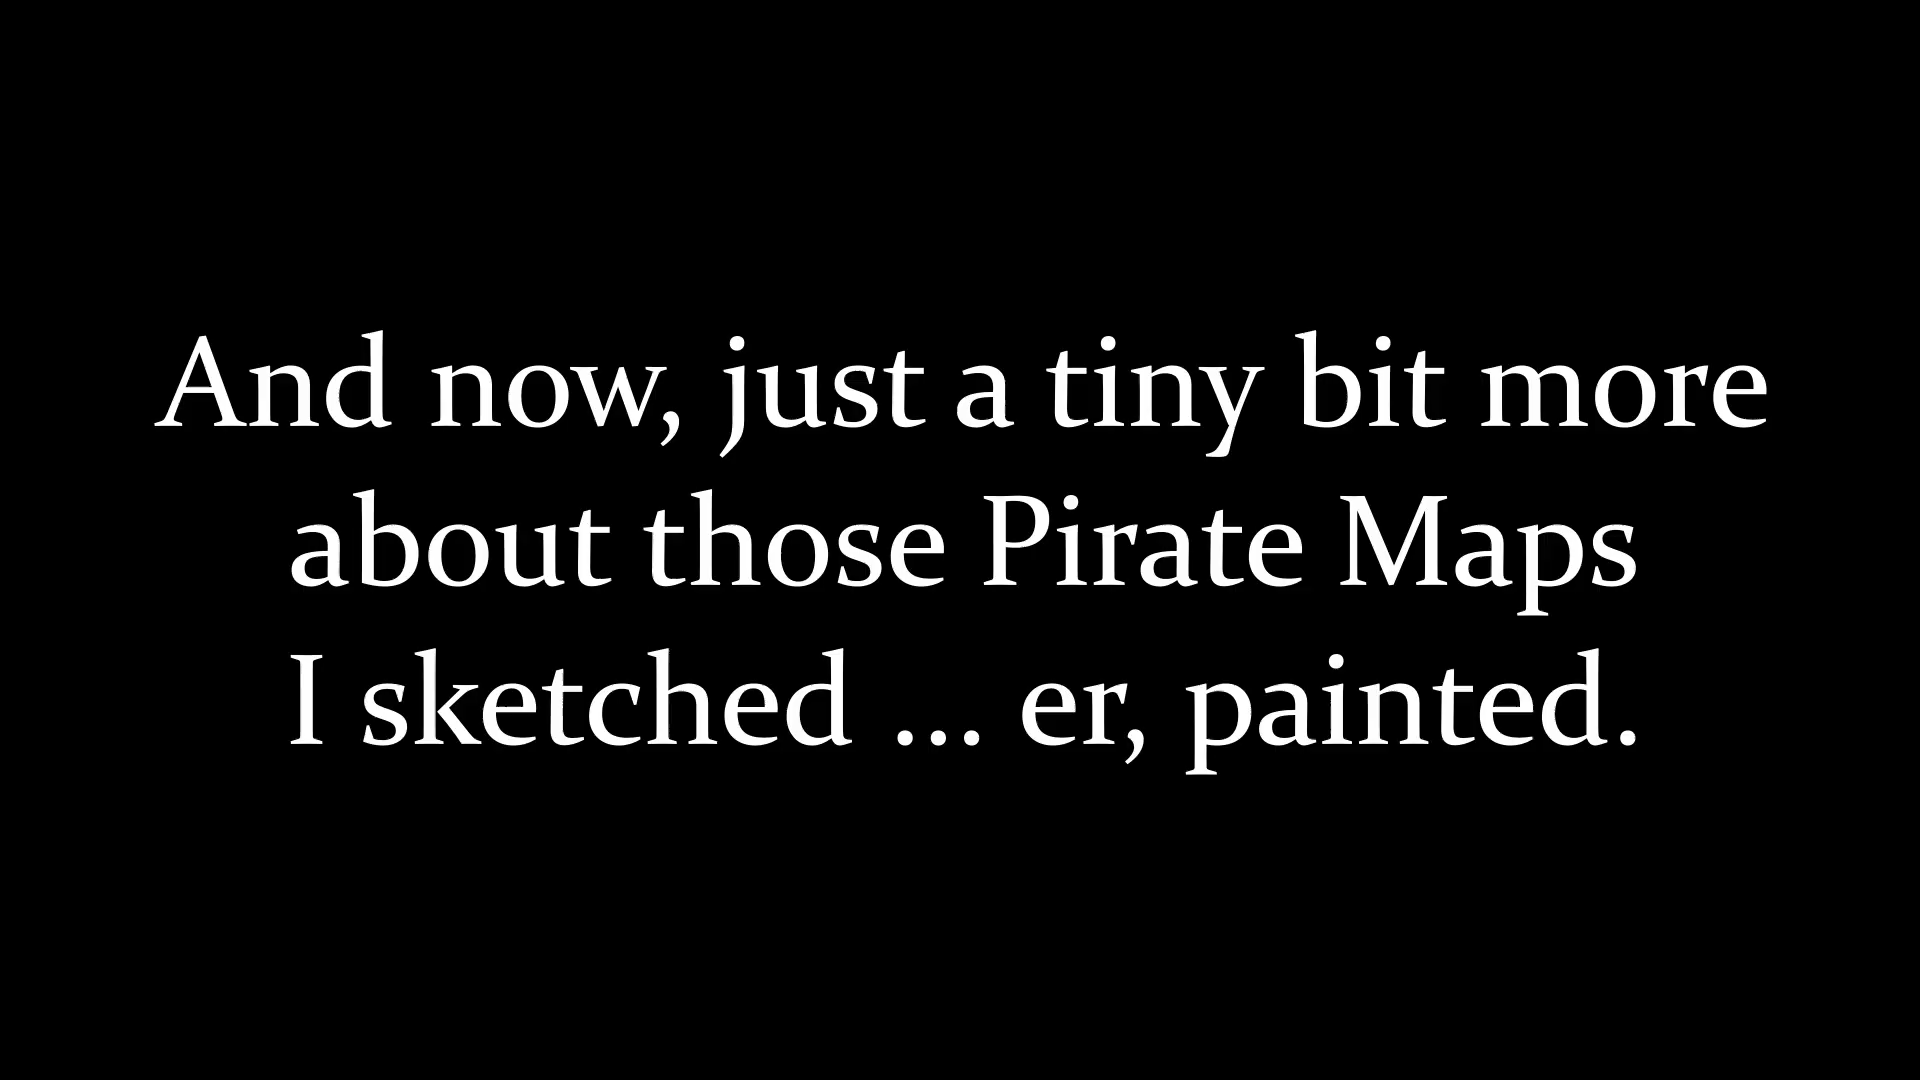 And now, just a tiny bit more
about those Pirate Maps
I sketched ... er, painted.